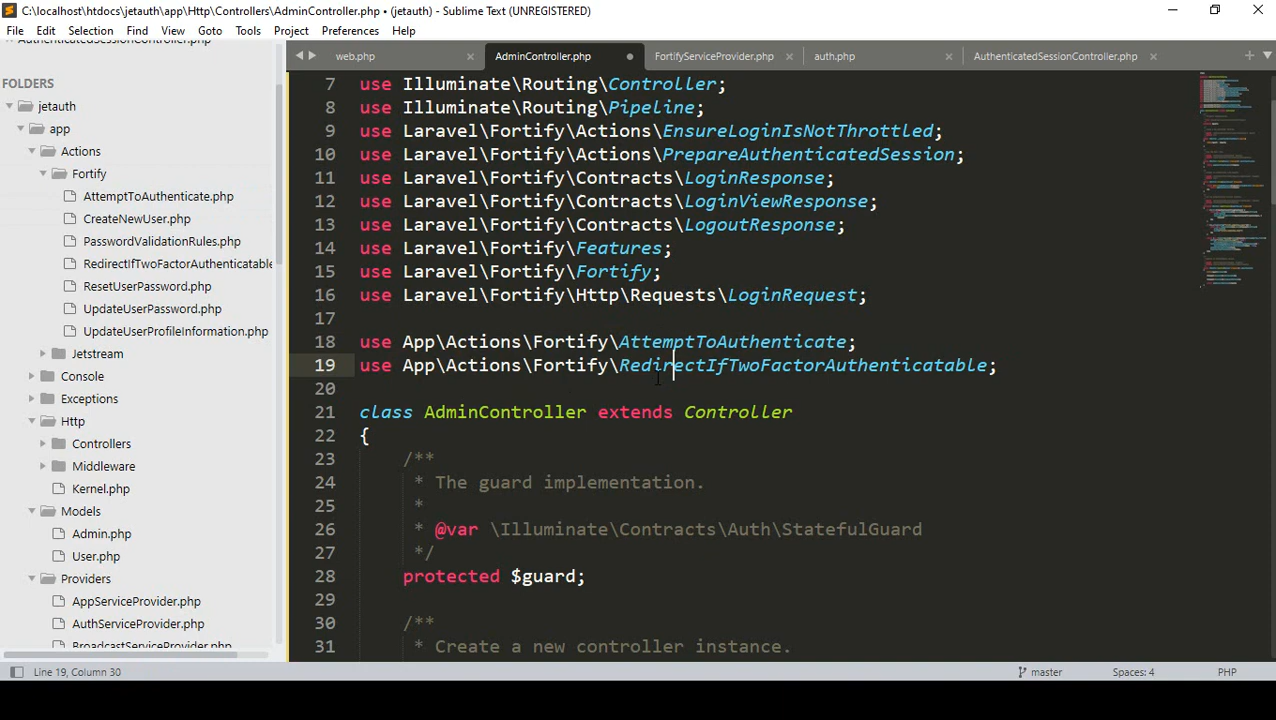 C:\localhost\htdocs\jetauth\app\Http\Controllers\AdminController.php • (jetauth) - Sublime Text (UNREGISTERED)
File Edit Selection Find View Goto Tools Project Preferences Help
AuthenticatedSessionController.php
web.php AdminController.php FortifyServiceProvider.php auth.php AuthenticatedSessionController.php
FOLDERS
jetauth
app
Actions
Fortify
AttemptToAuthenticate.php
CreateNewUser.php
PasswordValidationRules.php
RedirectIfTwoFactorAuthenticatable
ResetUserPassword.php
UpdateUserPassword.php
UpdateUserProfileInformation.php
Jetstream
Console
Exceptions
Http
Controllers
Middleware
Kernel.php
Models
Admin.php
User.php
Providers
AppServiceProvider.php
AuthServiceProvider.php
BroadcastServiceProvider.php
7 use Illuminate\Routing\Controller;
8 use Illuminate\Routing\Pipeline;
9 use Laravel\Fortify\Actions\EnsureLoginIsNotThrottled;
10 use Laravel\Fortify\Actions\PrepareAuthenticatedSession;
11 use Laravel\Fortify\Contracts\LoginResponse;
12 use Laravel\Fortify\Contracts\LoginViewResponse;
13 use Laravel\Fortify\Contracts\LogoutResponse;
14 use Laravel\Fortify\Features;
15 use Laravel\Fortify\Fortify;
16 use Laravel\Fortify\Http\Requests\LoginRequest;
17
18 use App\Actions\Fortify\AttemptToAuthenticate;
19 use App\Actions\Fortify\RedirectIfTwoFactorAuthenticatable;
20
21 class AdminController extends Controller
22 {
23 /**
24 * The guard implementation.
25 *
26 * @var \Illuminate\Contracts\Auth\StatefulGuard
27 */
28 protected $guard;
29
30 /**
31 * Create a new controller instance.
Line 19, Column 30 master Spaces: 4 PHP